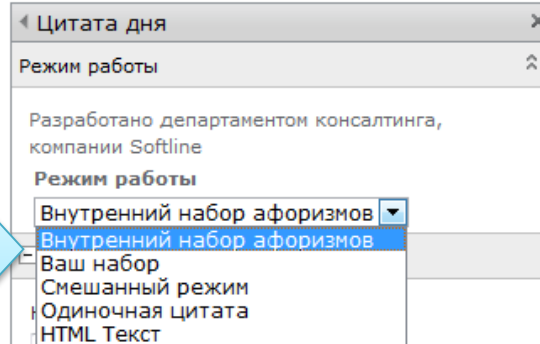 Цитата дня
Режим работы
Разработано департаментом консалтинга,
компании Softline
Режим работы
Внутренний набор афоризмов
Внутренний набор афоризмов
Ваш набор
Смешанный режим
Одиночная цитата
HTML Текст